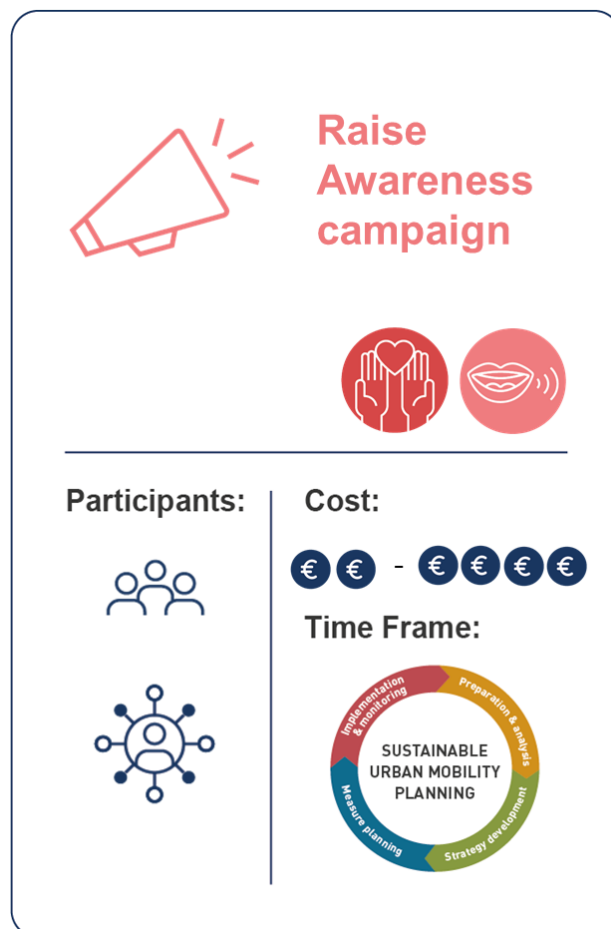 Raise
Awareness
campaign
Participants:
Cost:
€ € - € € € €
Time Frame:
Implementation
& monitoring
Preparation & analysis
SUSTAINABLE
URBAN MOBILITY
PLANNING
Measure planning
Strategy development